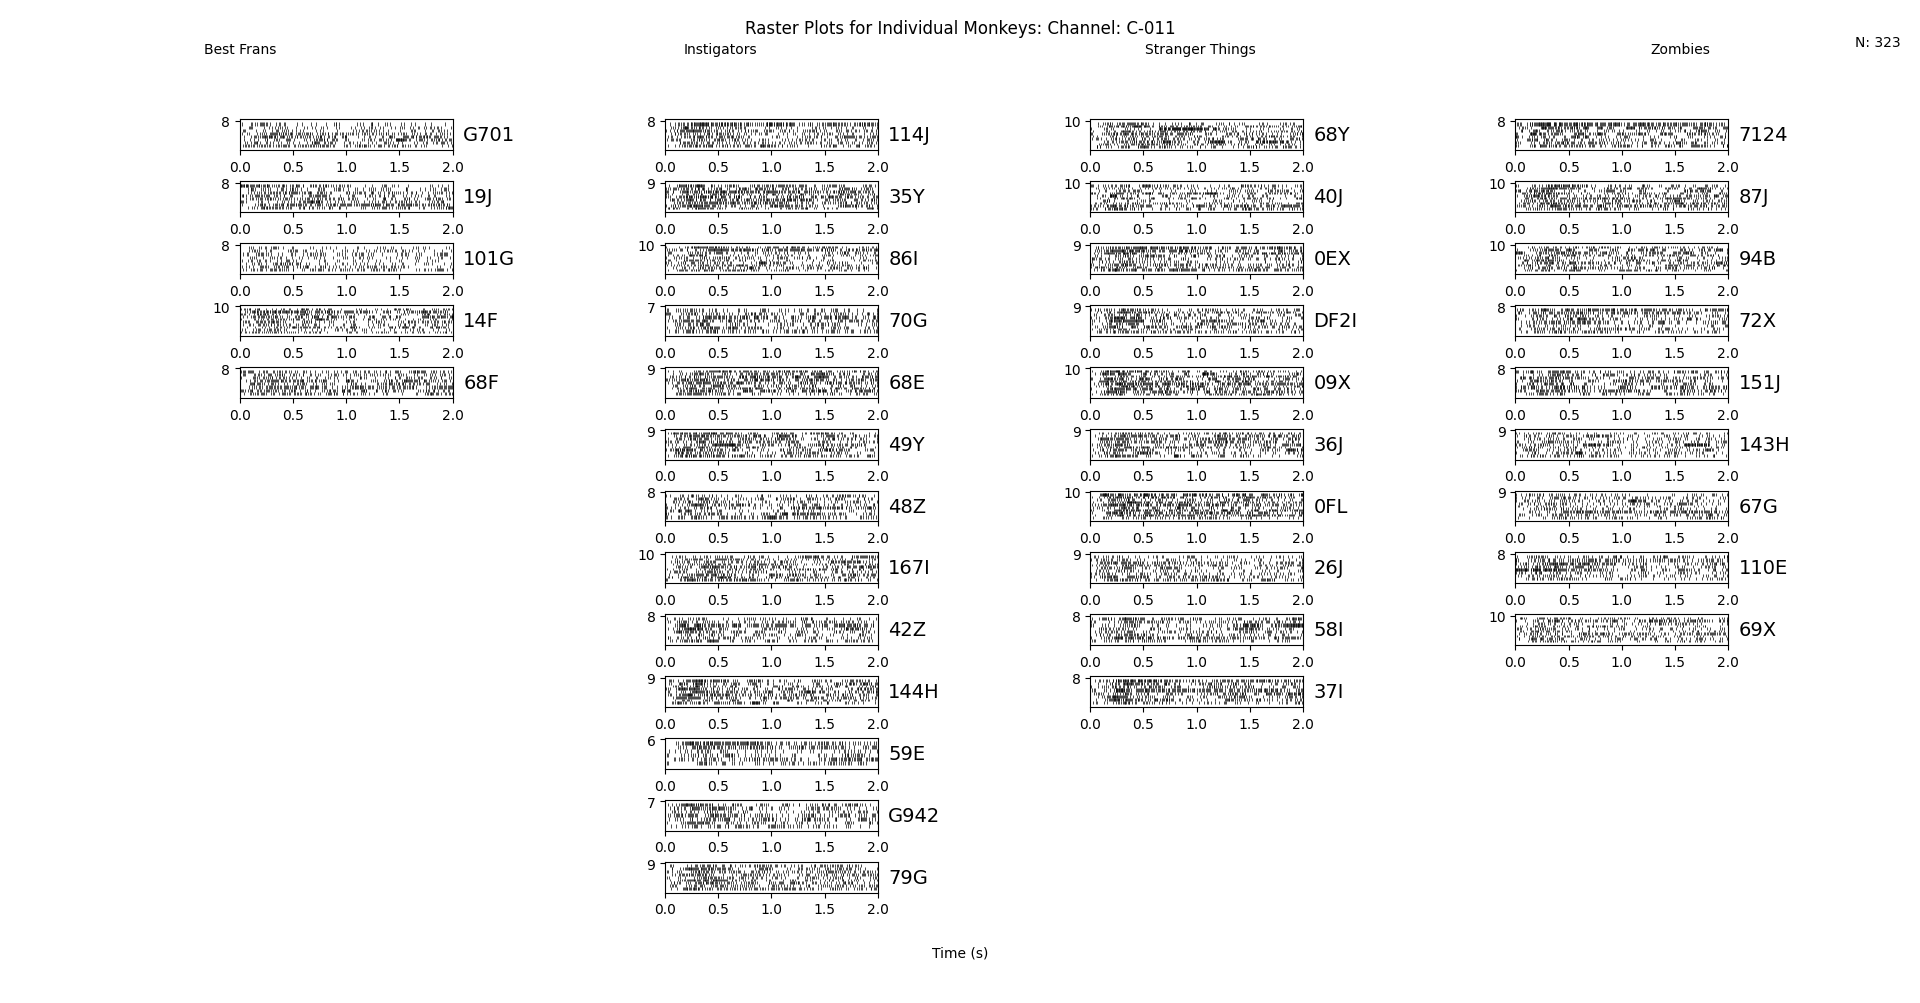 Raster Plots for Individual Monkeys: Channel: C-011
Best Frans Instigators Stranger Things Zombies N: 323
8 G701 8 114J 10 68Y 8 7124
0.0 0.5 1.0 1.5 2.0 0.0 0.5 1.0 1.5 2.0 0.0 0.5 1.0 1.5 2.0 0.0 0.5 1.0 1.5 2.0
8 19J 9 35Y 10 40J 10 87J
0.0 0.5 1.0 1.5 2.0 0.0 0.5 1.0 1.5 2.0 0.0 0.5 1.0 1.5 2.0 0.0 0.5 1.0 1.5 2.0
8 101G 10 86I 9 0EX 10 94B
0.0 0.5 1.0 1.5 2.0 0.0 0.5 1.0 1.5 2.0 0.0 0.5 1.0 1.5 2.0 0.0 0.5 1.0 1.5 2.0
10 14F 7 70G 9 DF2I 8 72X
0.0 0.5 1.0 1.5 2.0 0.0 0.5 1.0 1.5 2.0 0.0 0.5 1.0 1.5 2.0 0.0 0.5 1.0 1.5 2.0
8 68F 9 68E 10 09X 8 151J
0.0 0.5 1.0 1.5 2.0 0.0 0.5 1.0 1.5 2.0 0.0 0.5 1.0 1.5 2.0 0.0 0.5 1.0 1.5 2.0
9 49Y 9 36J 9 143H
0.0 0.5 1.0 1.5 2.0 0.0 0.5 1.0 1.5 2.0 0.0 0.5 1.0 1.5 2.0
8 48Z 10 0FL 9 67G
0.0 0.5 1.0 1.5 2.0 0.0 0.5 1.0 1.5 2.0 0.0 0.5 1.0 1.5 2.0
10 167I 9 26J 8 110E
0.0 0.5 1.0 1.5 2.0 0.0 0.5 1.0 1.5 2.0 0.0 0.5 1.0 1.5 2.0
8 42Z 8 58I 10 69X
0.0 0.5 1.0 1.5 2.0 0.0 0.5 1.0 1.5 2.0 0.0 0.5 1.0 1.5 2.0
9 144H 8 37I
0.0 0.5 1.0 1.5 2.0 0.0 0.5 1.0 1.5 2.0
6 59E
0.0 0.5 1.0 1.5 2.0
7 G942
0.0 0.5 1.0 1.5 2.0
9 79G
0.0 0.5 1.0 1.5 2.0
Time (s)